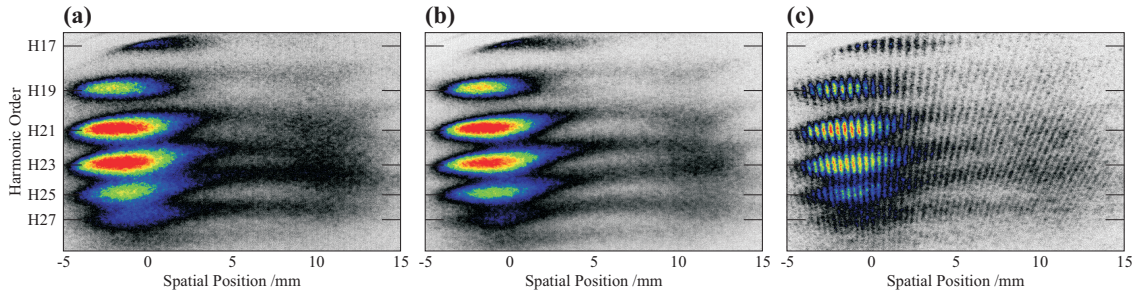 (a) (b) (c)
Harmonic Order
H17
H19
H21
H23
H25
H27
-5 0 5 10 15 -5 0 5 10 15 -5 0 5 10 15
Spatial Position /mm Spatial Position /mm Spatial Position /mm